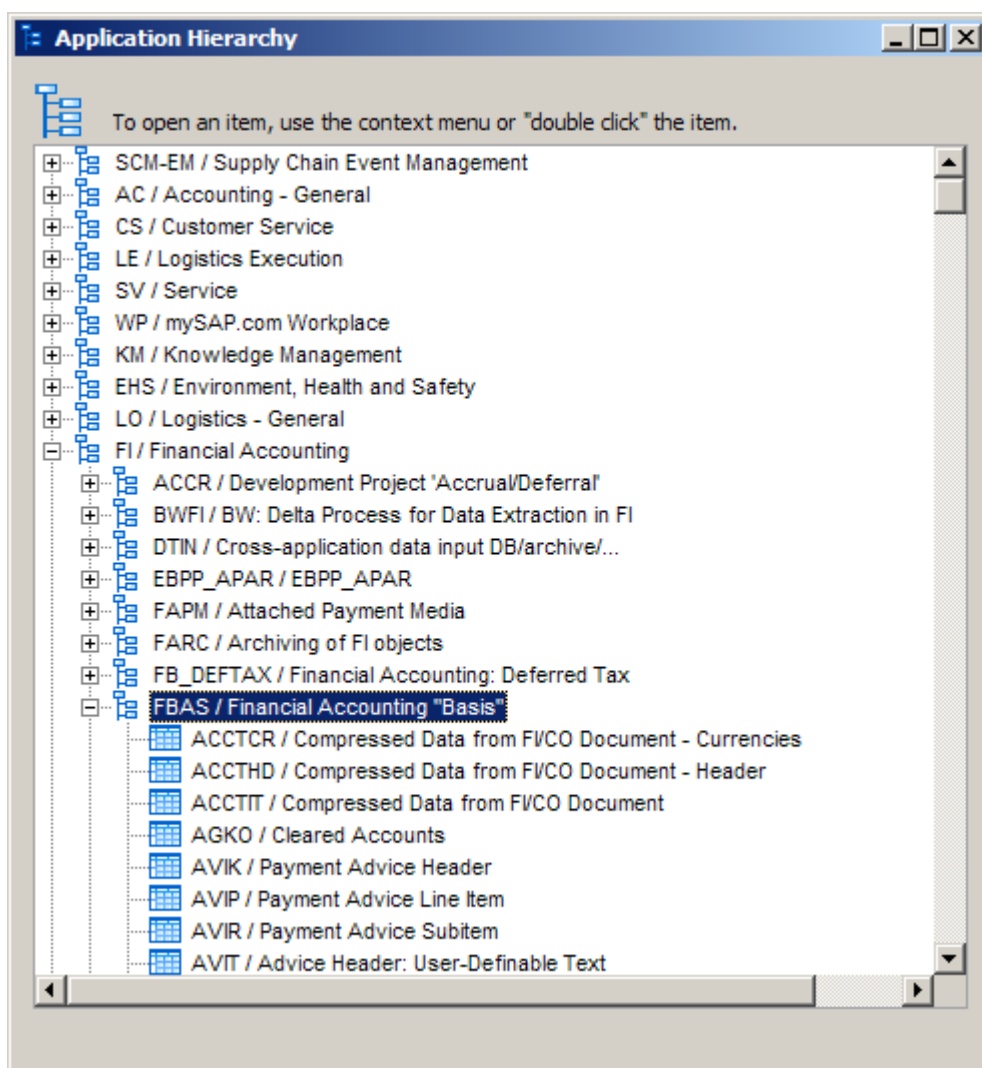 Application Hierarchy
To open an item, use the context menu or "double click" the item.
SCM-EM / Supply Chain Event Management
AC / Accounting - General
CS / Customer Service
LE / Logistics Execution
SV / Service
WP / mySAP.com Workplace
KM / Knowledge Management
EHS / Environment, Health and Safety
LO / Logistics - General
FI / Financial Accounting
ACCR / Development Project 'Accrual/Deferral'
BWFI / BW: Delta Process for Data Extraction in FI
DTIN / Cross-application data input DB/archive/...
EBPP_APAR / EBPP_APAR
FAPM / Attached Payment Media
FARC / Archiving of FI objects
FB_DEFTAX / Financial Accounting: Deferred Tax
FBAS / Financial Accounting "Basis"
ACCTCR / Compressed Data from FI/CO Document - Currencies
ACCTHD / Compressed Data from FI/CO Document - Header
ACCTIT / Compressed Data from FI/CO Document
AGKO / Cleared Accounts
AVIK / Payment Advice Header
AVIP / Payment Advice Line Item
AVIR / Payment Advice Subitem
AVIT / Advice Header: User-Definable Text